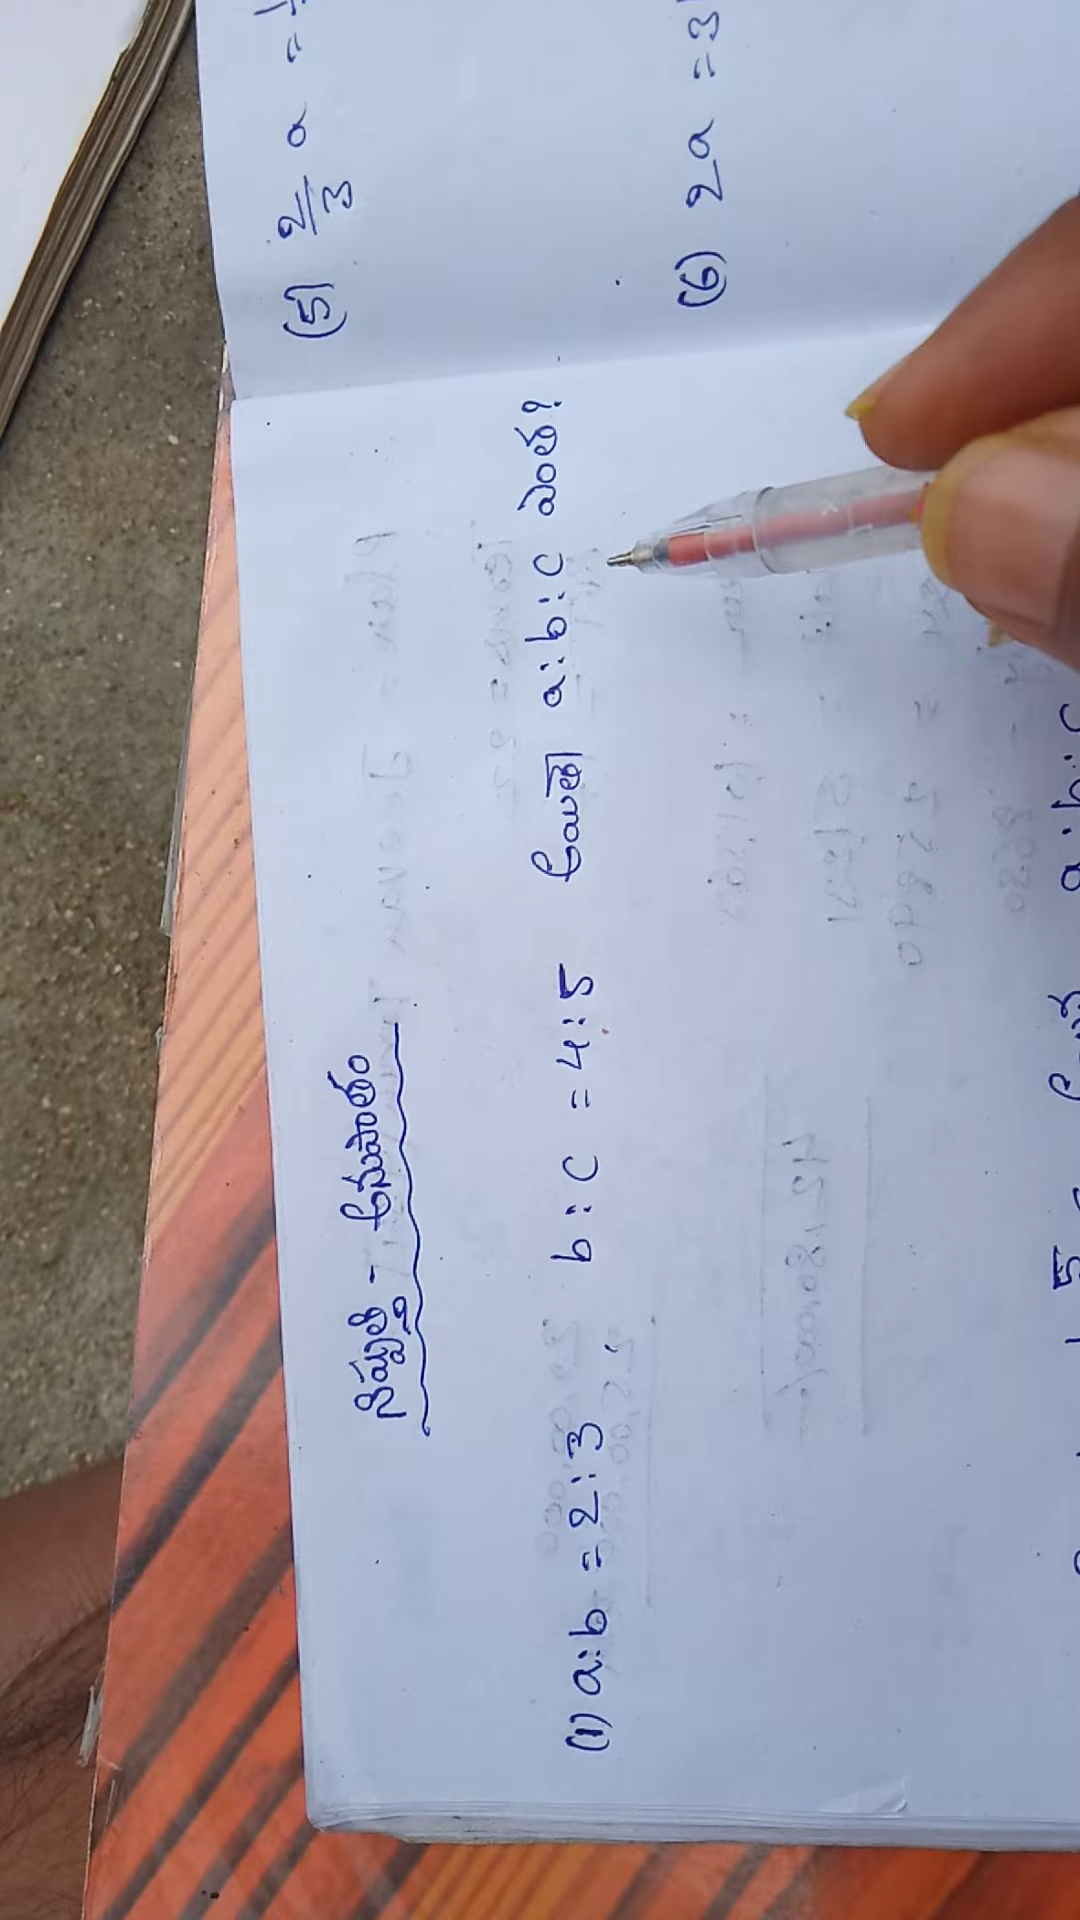 నిష్పత్తి - అనుపాతం
(1) a:b = 2:3 b:c = 4:5 అయితే a:b:c ఎంత?
a:b:c
(5) 2/3 a =
(6) 2a = 3